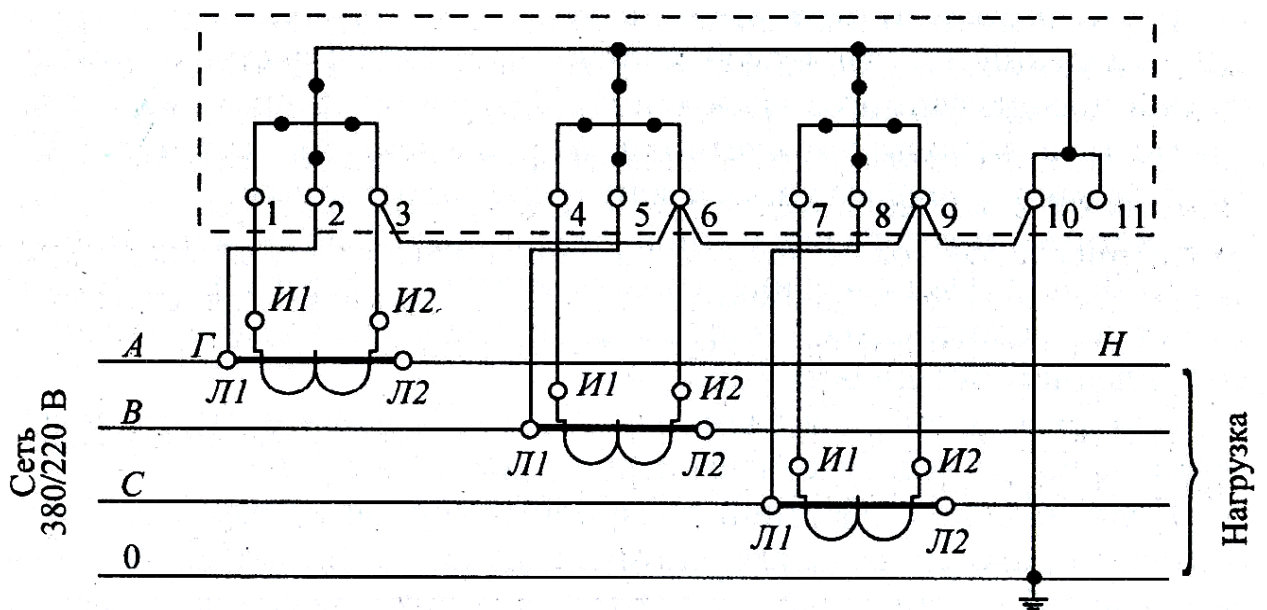 1 2 3 4 5 6 7 8 9 10 11
И1 И2
А Г Н
Л1 Л2
И1 И2
В
Л1 Л2
И1 И2
С
Л1 Л2
0
Сеть
380/220 В
Нагрузка